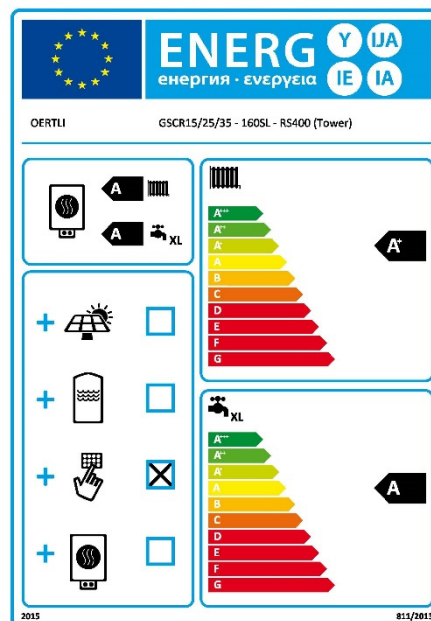 ENERG
Y IJA
IE IA
енергия · ενεργεια
OERTLI GSCR15/25/35 - 160SL - RS400 (Tower)
A
A XL
+
+
+
+
A+++
A++
A+
A
B
C
D
E
F
G
A+
XL
A+++
A++
A+
A
B
C
D
E
F
G
A
2015 811/2013